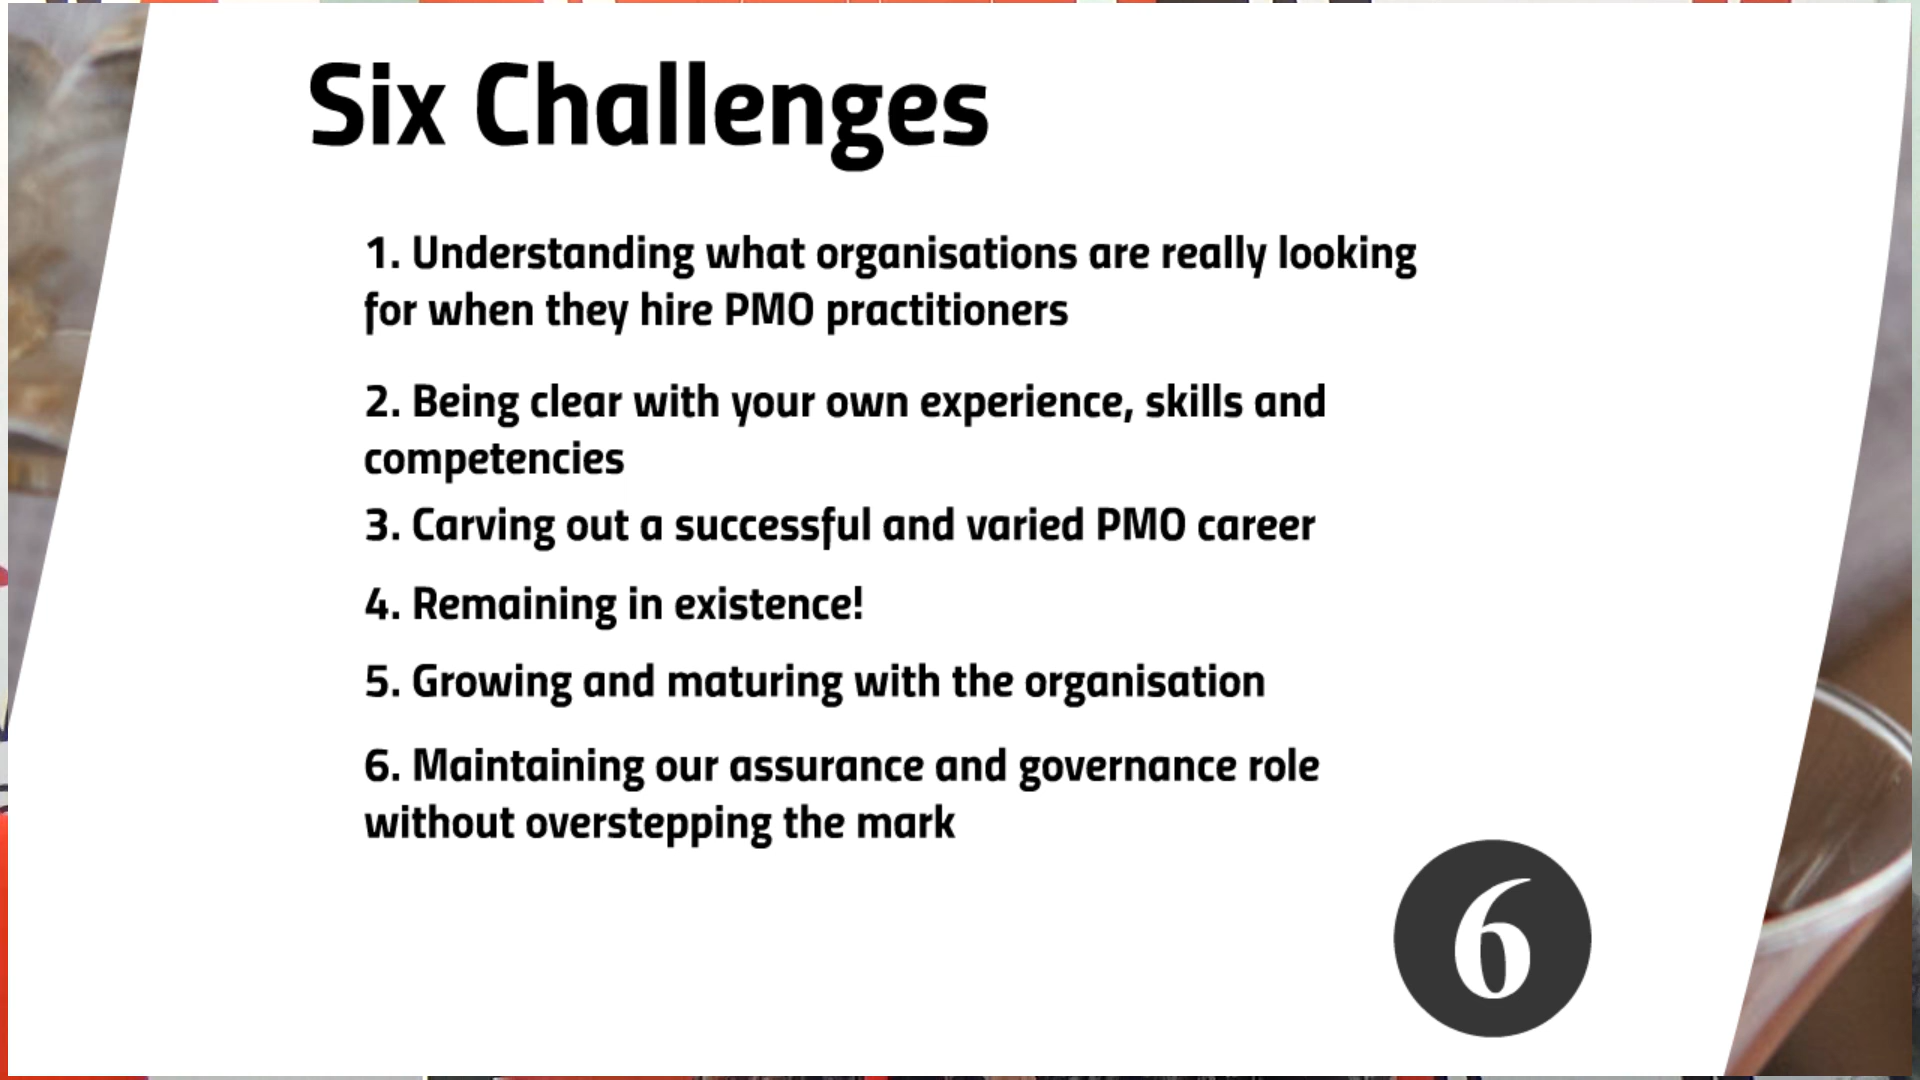 Six Challenges
1. Understanding what organisations are really looking
for when they hire PMO practitioners
2. Being clear with your own experience, skills and
competencies
3. Carving out a successful and varied PMO career
4. Remaining in existence!
5. Growing and maturing with the organisation
6. Maintaining our assurance and governance role
without overstepping the mark
6